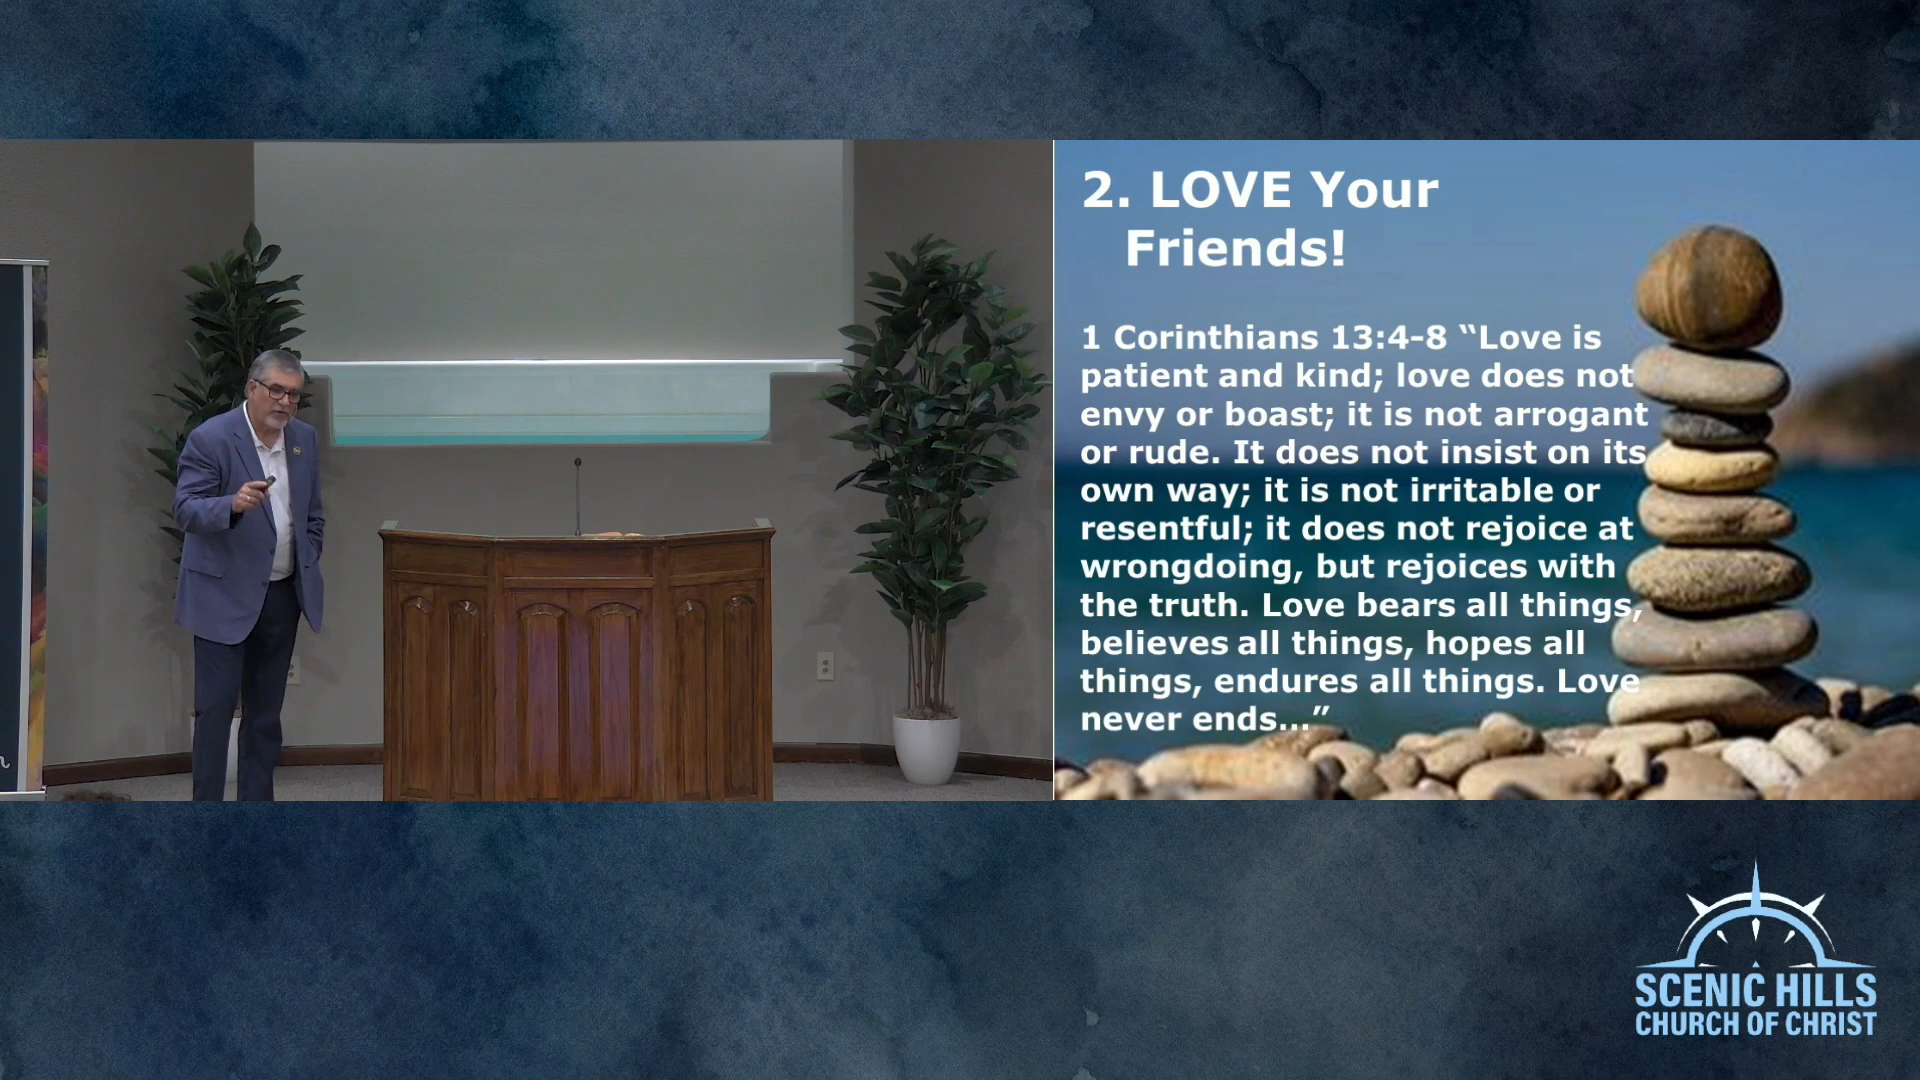 2. LOVE Your
Friends!
1 Corinthians 13:4-8 “Love is
patient and kind; love does not
envy or boast; it is not arrogant
or rude. It does not insist on its
own way; it is not irritable or
resentful; it does not rejoice at
wrongdoing, but rejoices with
the truth. Love bears all things,
believes all things, hopes all
things, endures all things. Love
never ends...”
SCENIC HILLS
CHURCH OF CHRIST